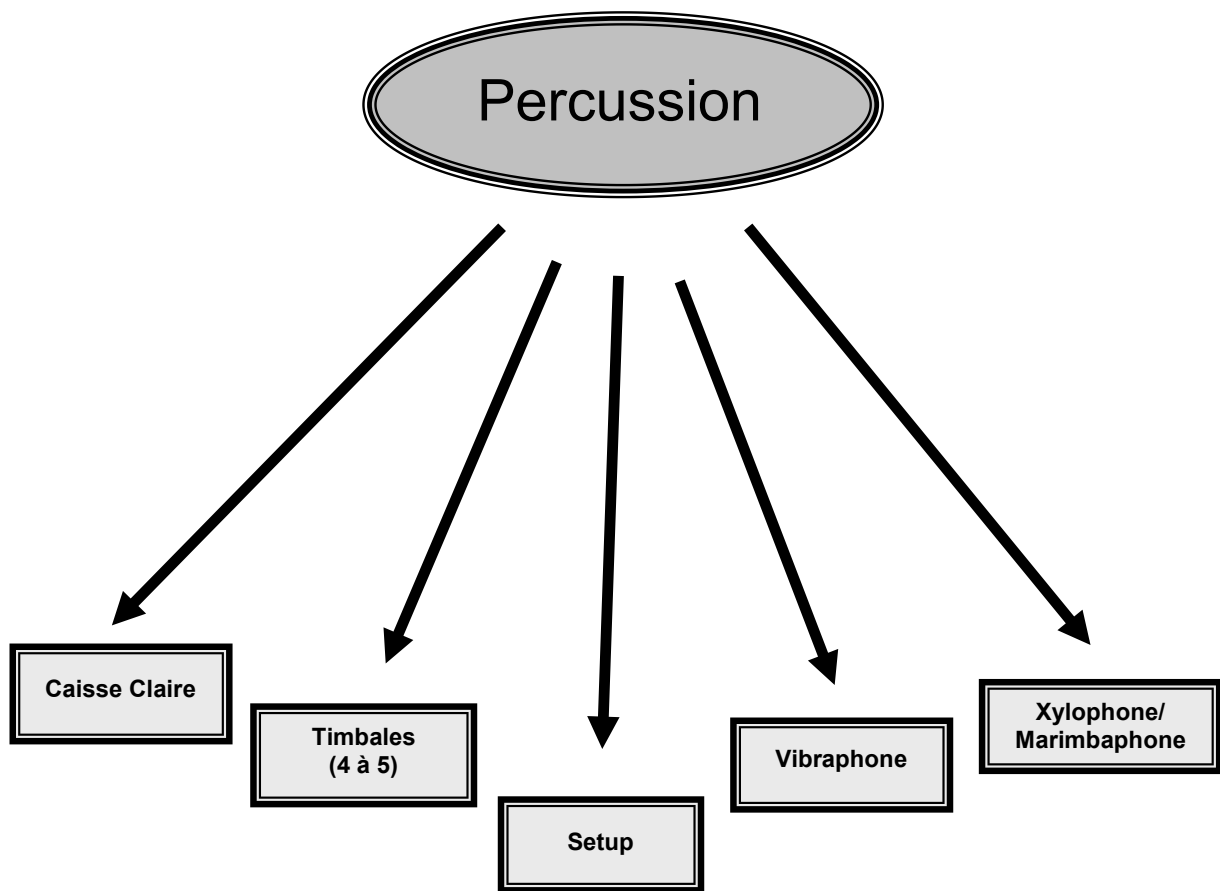 Percussion
Caisse Claire
Timbales
(4 à 5)
Setup
Vibraphone
Xylophone/
Marimbaphone